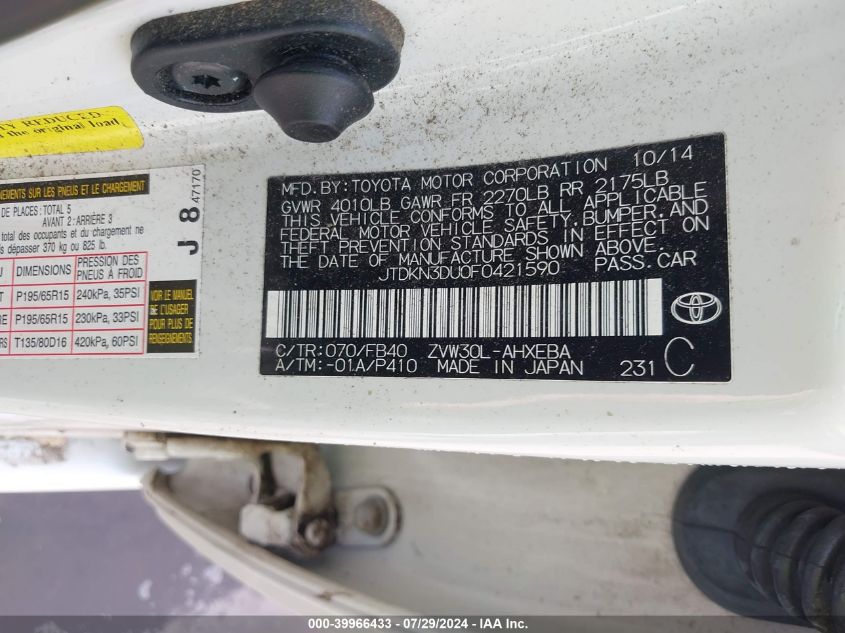 TY REDUCED
the original load
NEMENTS SUR LES PNEUS ET LE CHARGEMENT
DE PLACES: TOTAL 5
AVANT 2: ARRIÈRE 3
total des occupants et du chargement ne
s dépasser 370 kg ou 825 lb.
DIMENSIONS PRESSION DES PNEUS À FROID
T P195/65R15 240kPa, 35PSI
RE P195/65R15 230kPa, 33PSI
RS T135/80D16 420kPa, 60PSI
VOIR LE MANUEL
DE L'USAGER
POUR PLUS DE
RENSEIGNEMENTS
J 8 47170
MFD. BY: TOYOTA MOTOR CORPORATION 10/14
GVWR 4010LB GAWR FR 2270LB RR 2175LB
THIS VEHICLE CONFORMS TO ALL APPLICABLE
FEDERAL MOTOR VEHICLE SAFETY, BUMPER, AND
THEFT PREVENTION STANDARDS IN EFFECT ON
THE DATE OF MANUFACTURE SHOWN ABOVE.
JTDKN3DU0F0421590 PASS. CAR
C/TR: 070/FB40 ZVW30L-AHXEBA
A/TM: -01A/P410 MADE IN JAPAN 231 C
000-39966433 - 07/29/2024 - IAA Inc.